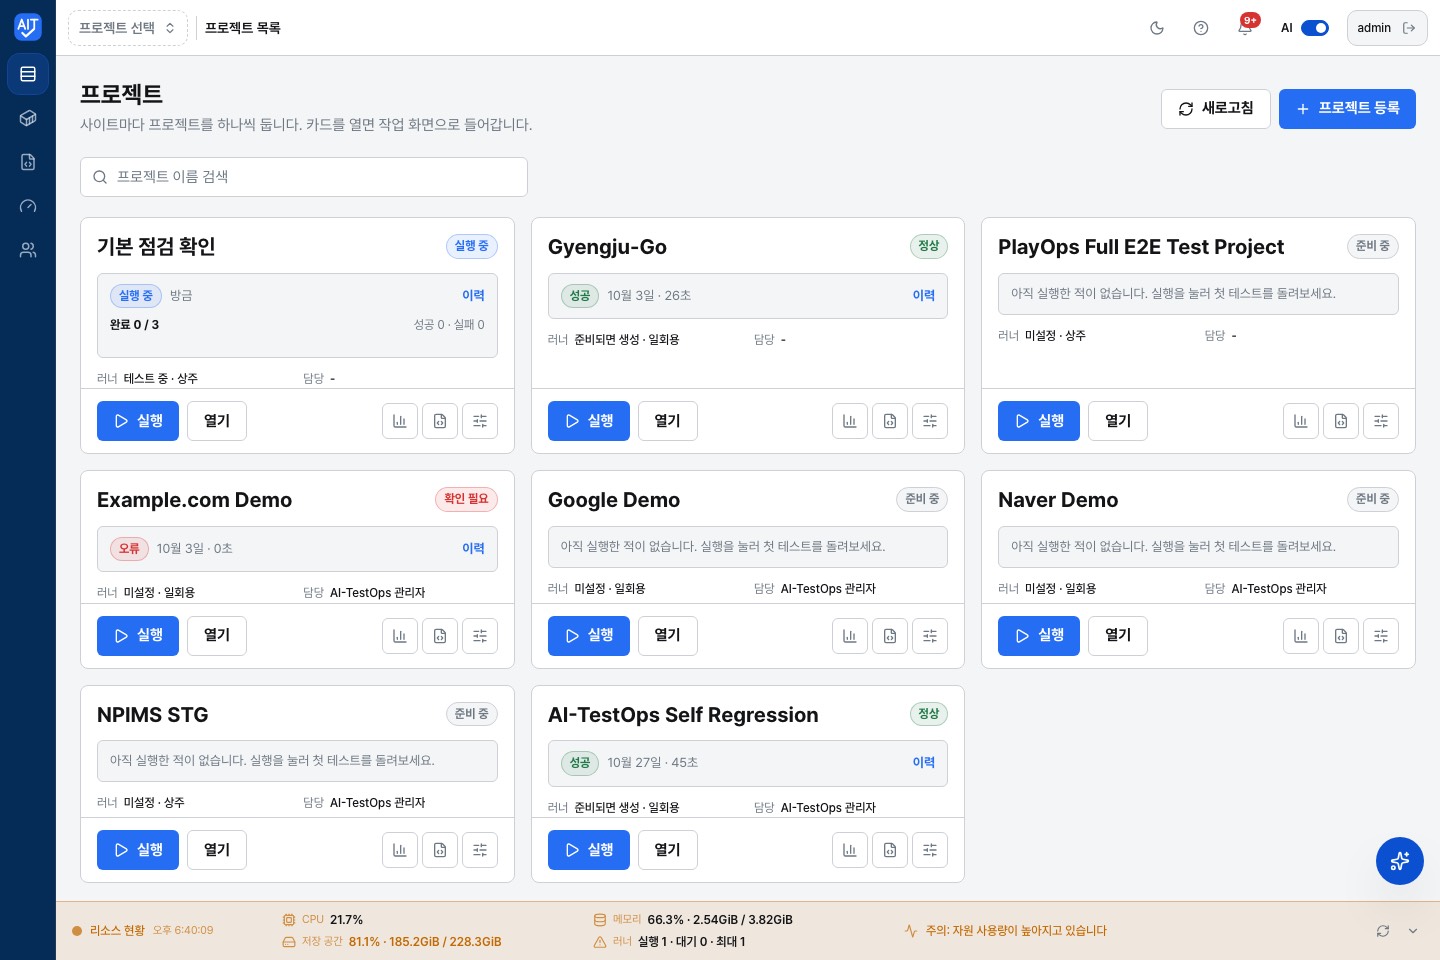 AIT
프로젝트 선택
프로젝트 목록
9+
AI
admin
프로젝트
사이트마다 프로젝트를 하나씩 둡니다. 카드를 열면 작업 화면으로 들어갑니다.
새로고침
프로젝트 등록
프로젝트 이름 검색
기본 점검 확인
실행 중
실행 중 방금 이력
완료 0 / 3 성공 0 · 실패 0
러너 테스트 중 · 상주 담당 -
실행 열기
Gyengju-Go
정상
성공 10월 3일 · 26초 이력
러너 준비되면 생성 · 일회용 담당 -
실행 열기
PlayOps Full E2E Test Project
준비 중
아직 실행한 적이 없습니다. 실행을 눌러 첫 테스트를 돌려보세요.
러너 미설정 · 상주 담당 -
실행 열기
Example.com Demo
확인 필요
오류 10월 3일 · 0초 이력
러너 미설정 · 일회용 담당 AI-TestOps 관리자
실행 열기
Google Demo
준비 중
아직 실행한 적이 없습니다. 실행을 눌러 첫 테스트를 돌려보세요.
러너 미설정 · 일회용 담당 AI-TestOps 관리자
실행 열기
Naver Demo
준비 중
아직 실행한 적이 없습니다. 실행을 눌러 첫 테스트를 돌려보세요.
러너 미설정 · 일회용 담당 AI-TestOps 관리자
실행 열기
NPIMS STG
준비 중
아직 실행한 적이 없습니다. 실행을 눌러 첫 테스트를 돌려보세요.
러너 미설정 · 상주 담당 AI-TestOps 관리자
실행 열기
AI-TestOps Self Regression
정상
성공 10월 27일 · 45초 이력
러너 준비되면 생성 · 일회용 담당 AI-TestOps 관리자
실행 열기
리소스 현황 오후 6:40:09
CPU 21.7%
저장 공간 81.1% · 185.2GiB / 228.3GiB
메모리 66.3% · 2.54GiB / 3.82GiB
러너 실행 1 · 대기 0 · 최대 1
주의: 자원 사용량이 높아지고 있습니다